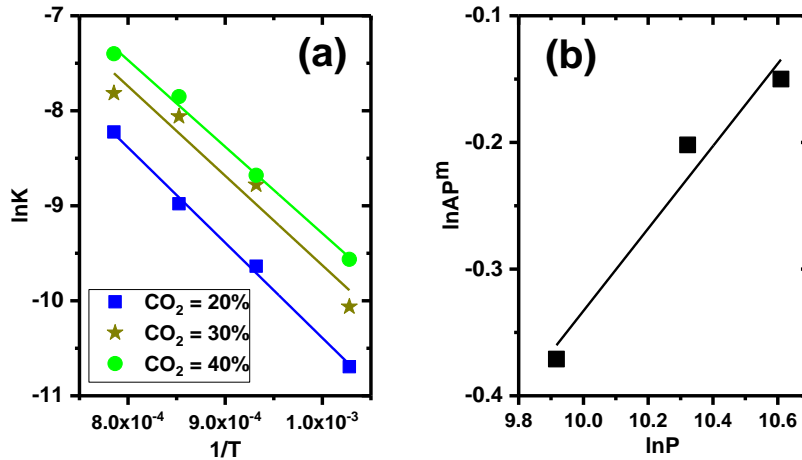 (a)
-7
-8
-9
-10
-11
lnK
CO₂ = 20%
CO₂ = 30%
CO₂ = 40%
8.0x10⁻⁴ 9.0x10⁻⁴ 1.0x10⁻³
1/T
(b)
-0.1
-0.2
-0.3
-0.4
lnAPᵐ
9.8 10.0 10.2 10.4 10.6
lnP